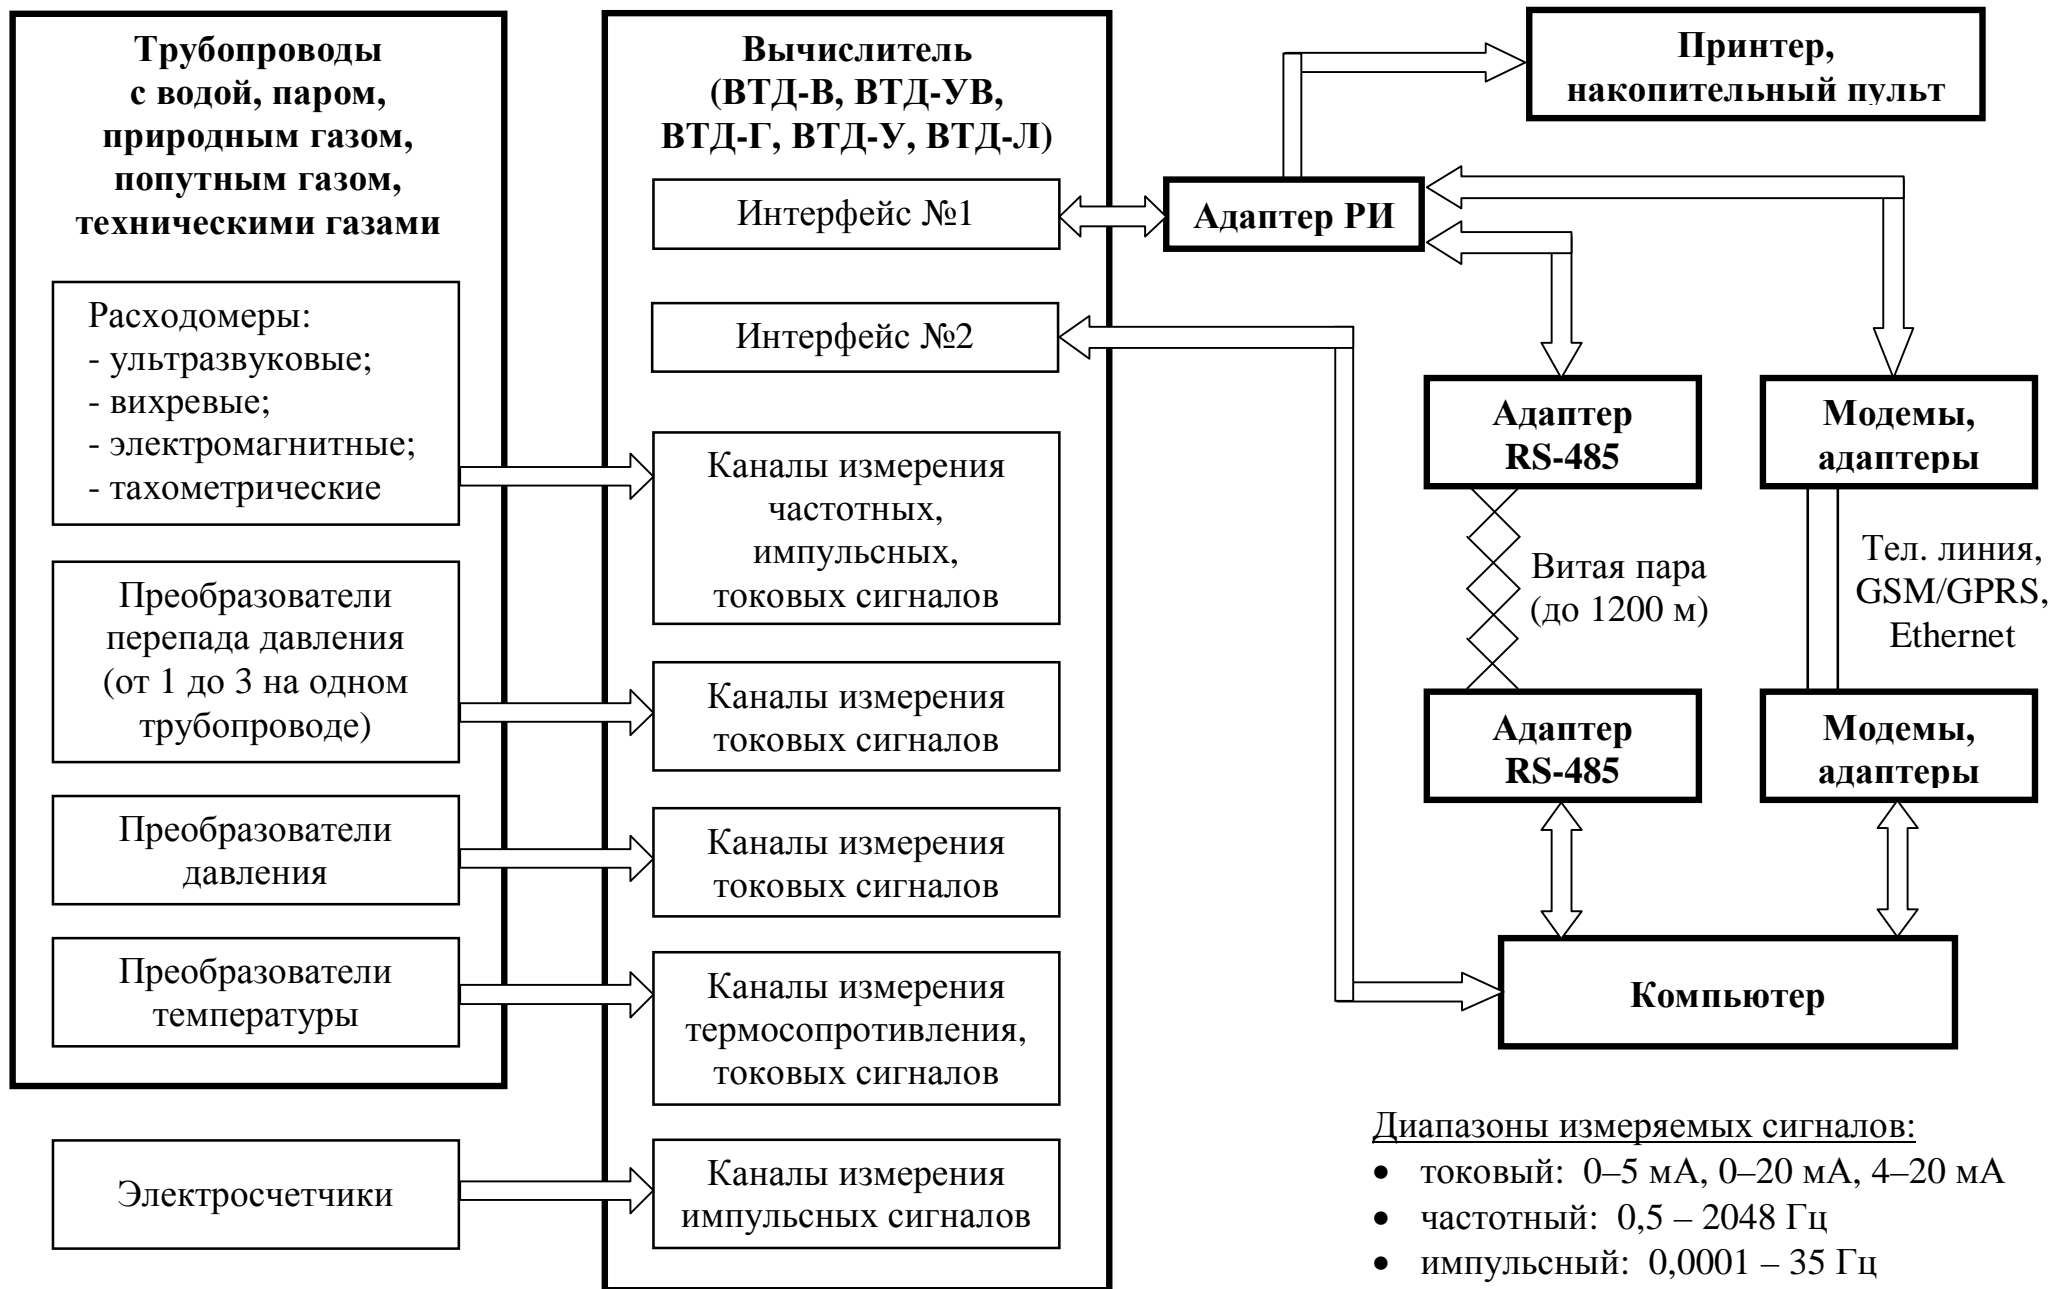 Трубопроводы
с водой, паром,
природным газом,
попутным газом,
техническими газами
Расходомеры:
- ультразвуковые;
- вихревые;
- электромагнитные;
- тахометрические
Преобразователи
перепада давления
(от 1 до 3 на одном
трубопроводе)
Преобразователи
давления
Преобразователи
температуры
Электросчетчики
Вычислитель
(ВТД-В, ВТД-УВ,
ВТД-Г, ВТД-У, ВТД-Л)
Интерфейс №1
Интерфейс №2
Каналы измерения
частотных,
импульсных,
токовых сигналов
Каналы измерения
токовых сигналов
Каналы измерения
токовых сигналов
Каналы измерения
термосопротивления,
токовых сигналов
Каналы измерения
импульсных сигналов
Принтер,
накопительный пульт
Адаптер РИ
Адаптер
RS-485
Модемы,
адаптеры
Витая пара
(до 1200 м)
Тел. линия,
GSM/GPRS,
Ethernet
Адаптер
RS-485
Модемы,
адаптеры
Компьютер
Диапазоны измеряемых сигналов:
• токовый: 0–5 мА, 0–20 мА, 4–20 мА
• частотный: 0,5 – 2048 Гц
• импульсный: 0,0001 – 35 Гц